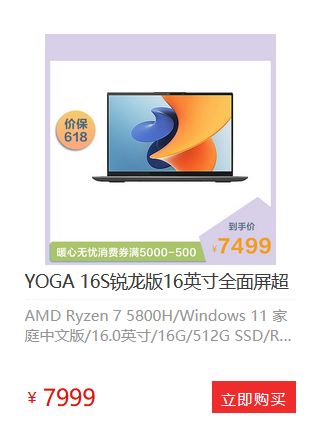 价保
618
到手价
¥7499
暖心无忧消费券满5000-500
YOGA 16S锐龙版16英寸全面屏超
AMD Ryzen 7 5800H/Windows 11 家
庭中文版/16.0英寸/16G/512G SSD/R...
¥ 7999
立即购买